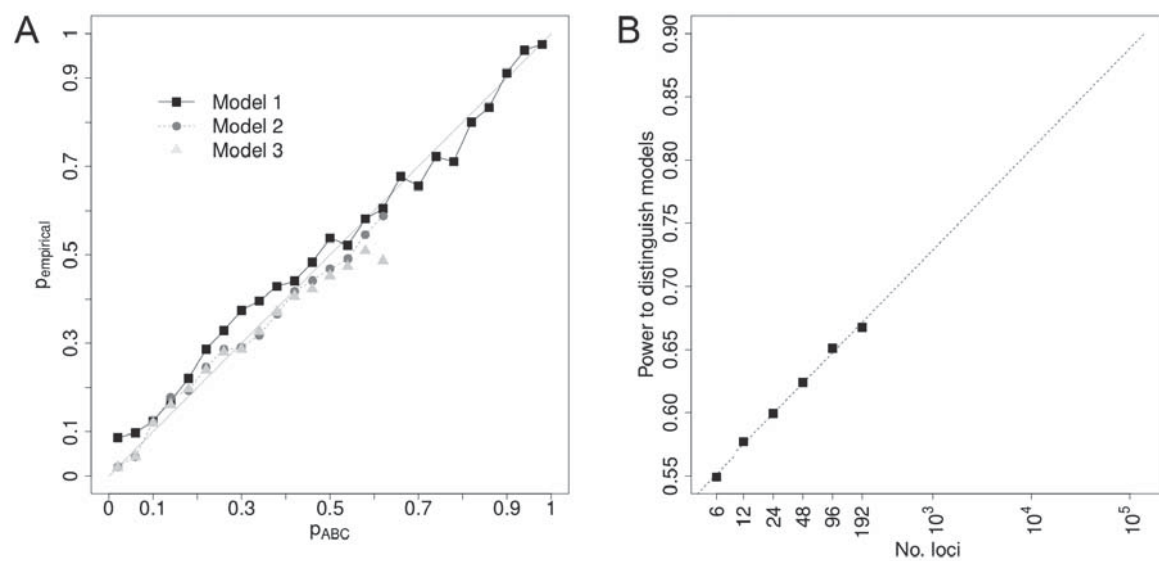 A
1
0.9
0.7
0.5
0.3
0.1
0
p_empirical
Model 1
Model 2
Model 3
0 0.1 0.3 0.5 0.7 0.9 1
p_ABC
B
0.90
0.85
0.80
0.75
0.70
0.65
0.60
0.55
Power to distinguish models
6 12 24 48 96 192 10³ 10⁴ 10⁵
No. loci